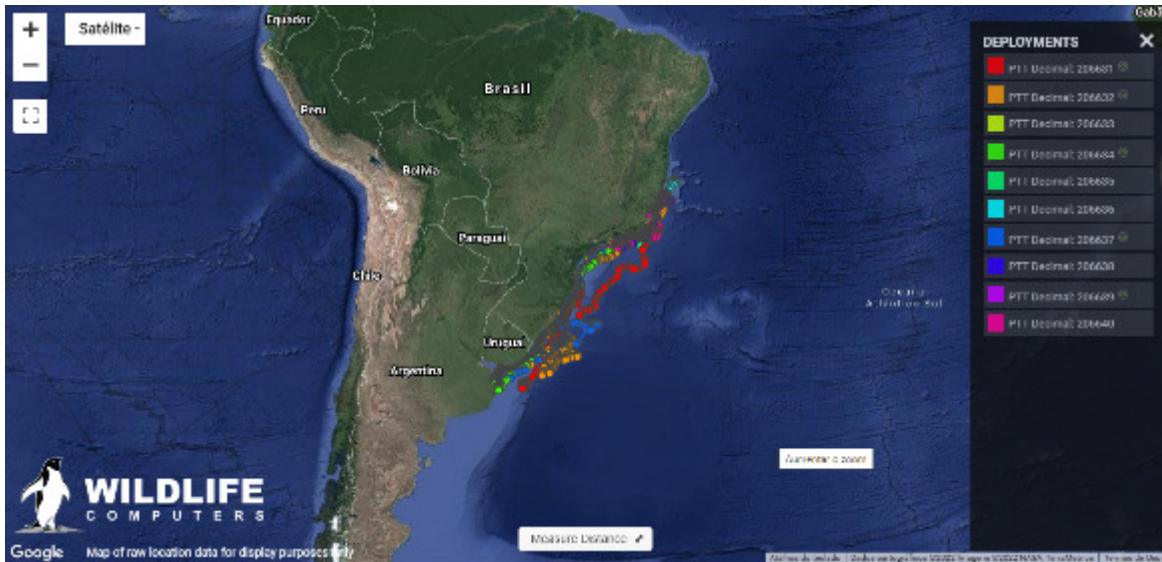 +
Satélite
−
Equador
Brasil
Peru
Bolívia
Paraguai
Chile
Uruguai
Argentina
Oceano
Atlântico Sul
DEPLOYMENTS
PTT Decimal: 206631
PTT Decimal: 206632
PTT Decimal: 206633
PTT Decimal: 206634
PTT Decimal: 206635
PTT Decimal: 206636
PTT Decimal: 206637
PTT Decimal: 206638
PTT Decimal: 206639
PTT Decimal: 206640
Aumentar o zoom
WILDLIFE
COMPUTERS
Measure Distance
Google
Map of raw location data for display purposes only